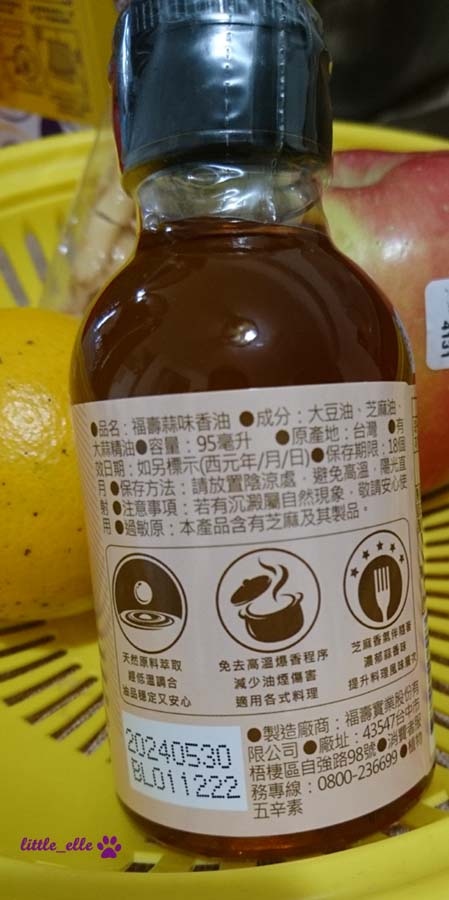 4131
●品名：福壽蒜味香油 ●成分：大豆油、芝麻油、
大蒜精油●容量：95毫升 ●原產地：台灣 ●有
效日期：如另標示(西元年/月/日)●保存期限：18個
月 ●保存方法：請放置陰涼處，避免高溫，陽光直
射 ●注意事項：若有沉澱屬自然現象，敬請安心使
用 ●過敏原：本產品含有芝麻及其製品。
天然原料萃取
經低溫調合
油品穩定又安心
免去高溫爆香程序
減少油煙傷害
適用各式料理
芝麻香氣伴隨著
濃郁蒜香味
提升料理風味層次
20240530
BL011222
●製造廠商：福壽實業股份有
限公司 ●廠址：43547台中市
梧棲區自強路98號●消費者服
務專線：0800-236699●植物
五辛素
little_elle